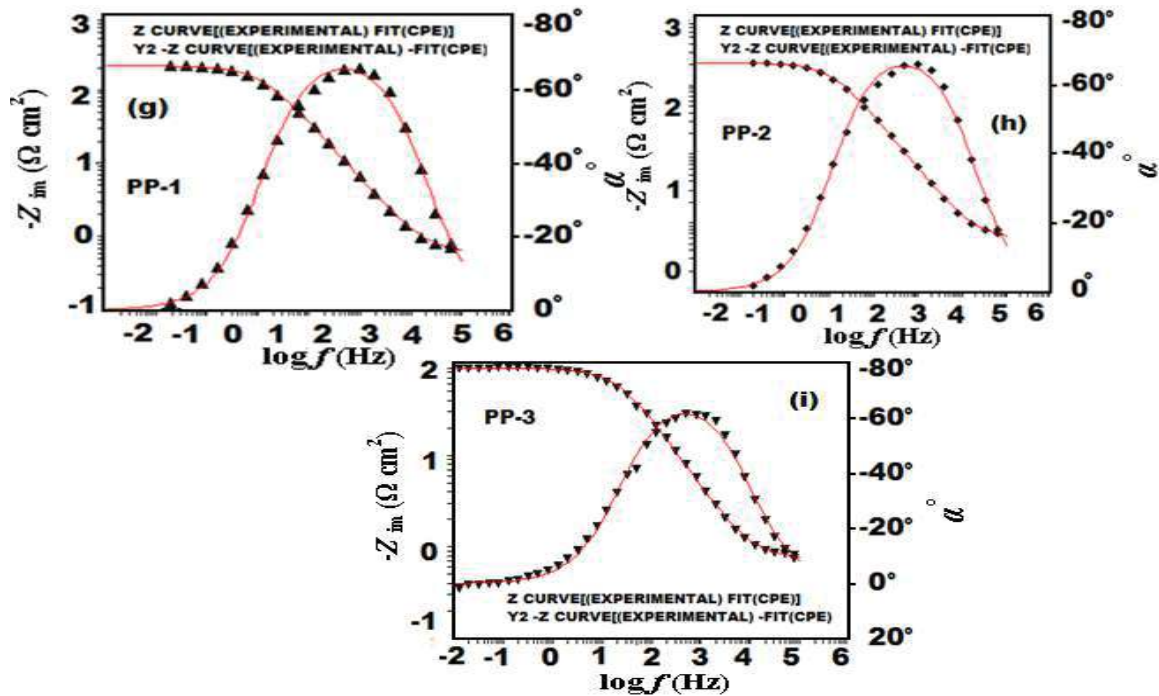 Z CURVE[(EXPERIMENTAL) FIT(CPE)]
Y2 -Z CURVE[(EXPERIMENTAL) -FIT(CPE)
(g)
PP-1
-Z im (Ω cm²)
3
2
1
0
-1
-80°
-60°
-40°
-20°
0°
α°
-2 -1 0 1 2 3 4 5 6
log f (Hz)
Z CURVE[(EXPERIMENTAL) FIT(CPE)]
Y2 -Z CURVE[(EXPERIMENTAL) -FIT(CPE)
(h)
PP-2
-Z im (Ω cm²)
3
2
1
0
-80°
-60°
-40°
-20°
0°
α°
-2 -1 0 1 2 3 4 5 6
log f (Hz)
(i)
PP-3
-Z im (Ω cm²)
2
1
0
-1
-80°
-60°
-40°
-20°
0°
20°
α°
Z CURVE[(EXPERIMENTAL) FIT(CPE)]
Y2 -Z CURVE[(EXPERIMENTAL) -FIT(CPE)
-2 -1 0 1 2 3 4 5 6
log f (Hz)